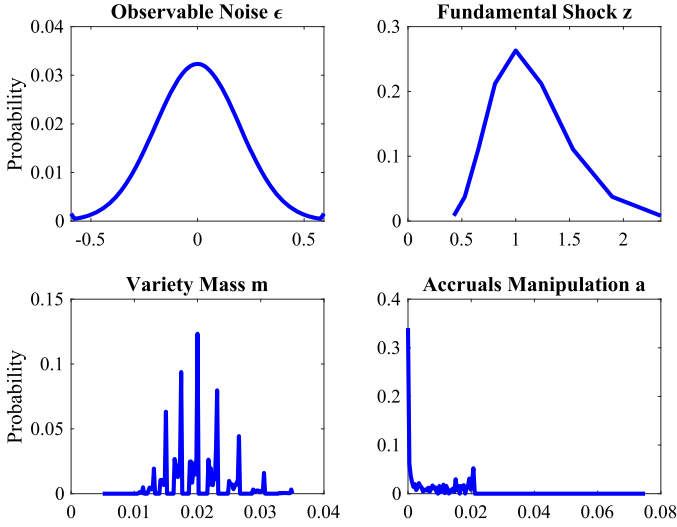 Observable Noise ϵ
0.04
0.03
0.02
0.01
0
Probability
-0.5 0 0.5
Fundamental Shock z
0.3
0.2
0.1
0
0 0.5 1 1.5 2
Variety Mass m
0.15
0.1
0.05
0
Probability
0 0.01 0.02 0.03 0.04
Accruals Manipulation a
0.4
0.3
0.2
0.1
0
0 0.02 0.04 0.06 0.08